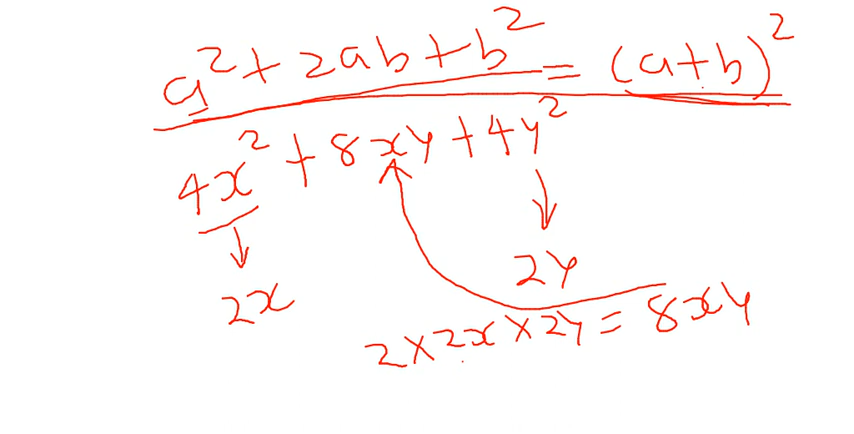 a² + 2ab + b² = (a+b)²
4x² + 8xy + 4y²
2x
2y
2 × 2x × 2y = 8xy